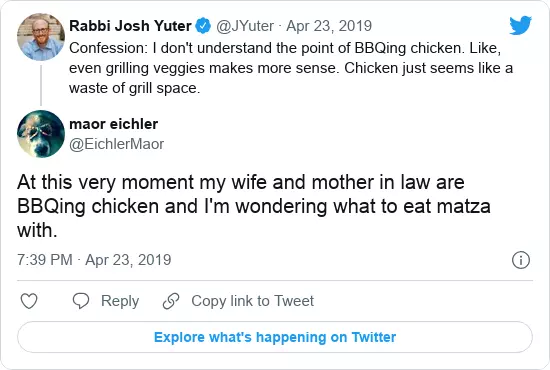 Rabbi Josh Yuter @JYuter · Apr 23, 2019
Confession: I don't understand the point of BBQing chicken. Like,
even grilling veggies makes more sense. Chicken just seems like a
waste of grill space.
maor eichler
@EichlerMaor
At this very moment my wife and mother in law are
BBQing chicken and I'm wondering what to eat matza
with.
7:39 PM · Apr 23, 2019
Reply Copy link to Tweet
Explore what's happening on Twitter